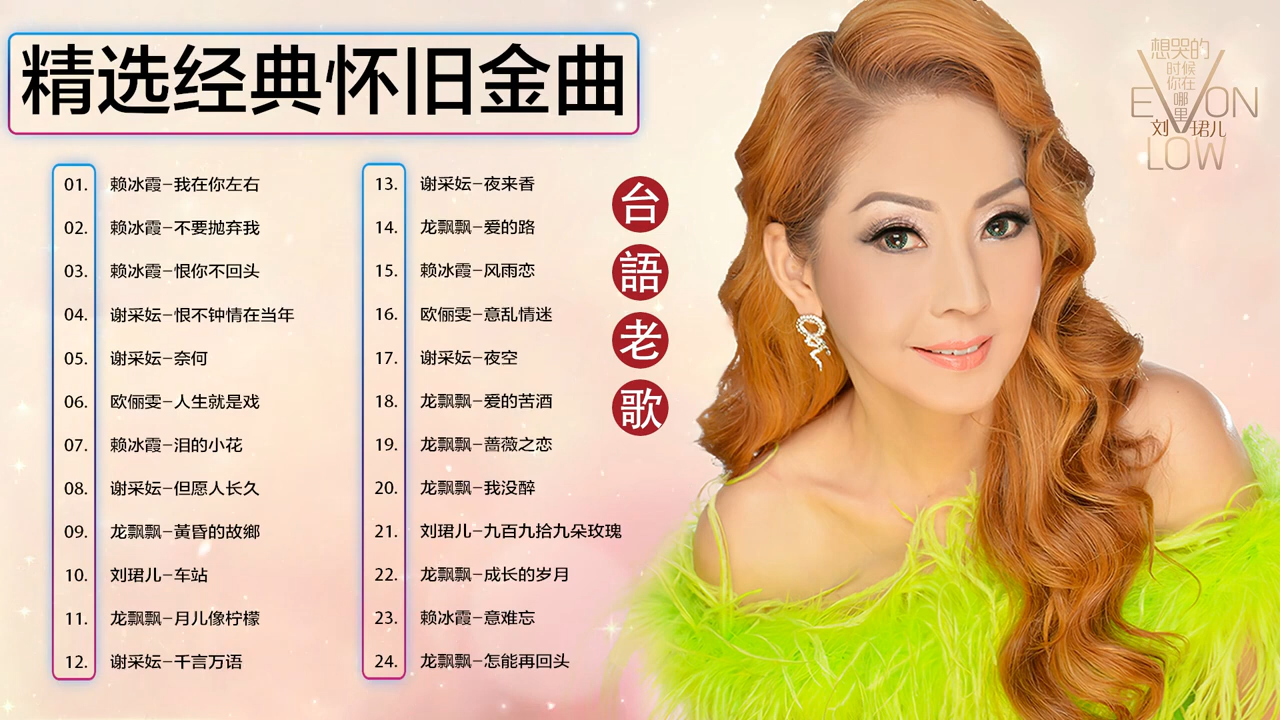 精选经典怀旧金曲
01. 赖冰霞–我在你左右
02. 赖冰霞–不要抛弃我
03. 赖冰霞–恨你不回头
04. 谢采妘–恨不钟情在当年
05. 谢采妘–奈何
06. 欧俪雯–人生就是戏
07. 赖冰霞–泪的小花
08. 谢采妘–但愿人长久
09. 龙飘飘–黃昏的故鄉
10. 刘珺儿–车站
11. 龙飘飘–月儿像柠檬
12. 谢采妘–千言万语
13. 谢采妘–夜来香
14. 龙飘飘–爱的路
15. 赖冰霞–风雨恋
16. 欧俪雯–意乱情迷
17. 谢采妘–夜空
18. 龙飘飘–爱的苦酒
19. 龙飘飘–蔷薇之恋
20. 龙飘飘–我没醉
21. 刘珺儿–九百九拾九朵玫瑰
22. 龙飘飘–成长的岁月
23. 赖冰霞–意难忘
24. 龙飘飘–怎能再回头
台
語
老
歌
想哭的
时候
你在
哪
里
EVON
刘珺儿
LOW